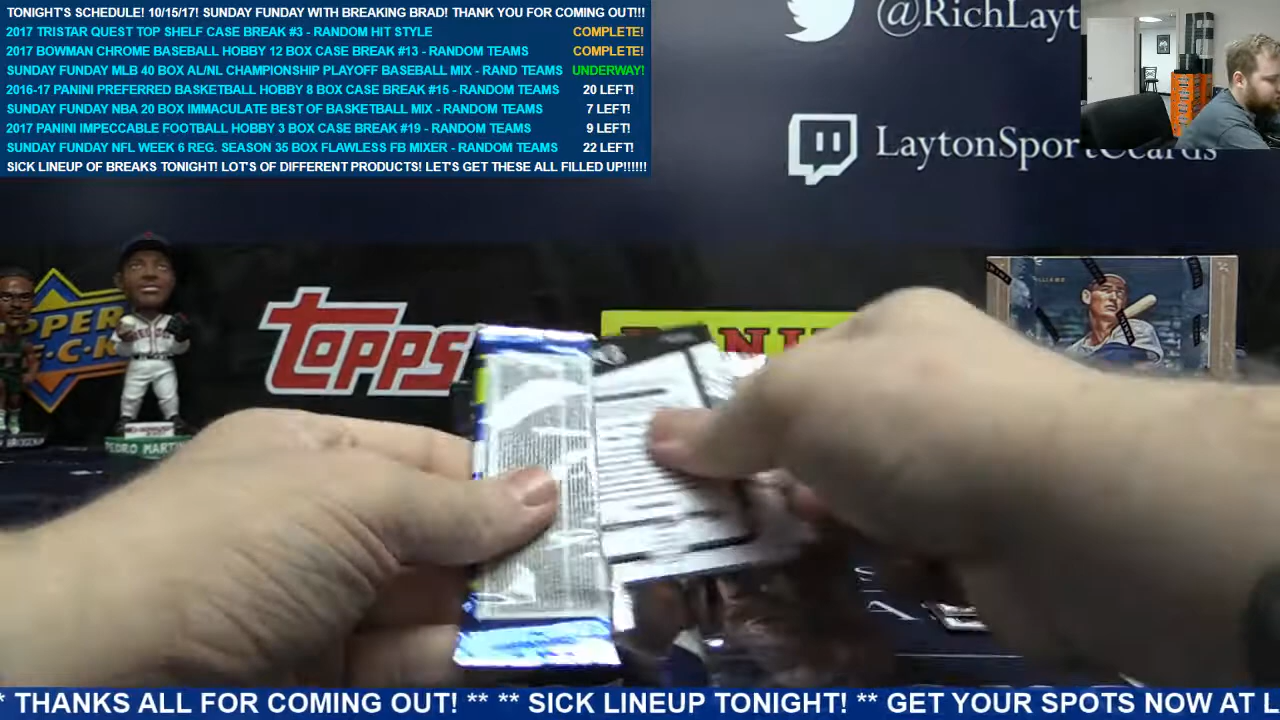 TONIGHT'S SCHEDULE! 10/15/17! SUNDAY FUNDAY WITH BREAKING BRAD! THANK YOU FOR COMING OUT!!!
2017 TRISTAR QUEST TOP SHELF CASE BREAK #3 - RANDOM HIT STYLE COMPLETE!
2017 BOWMAN CHROME BASEBALL HOBBY 12 BOX CASE BREAK #13 - RANDOM TEAMS COMPLETE!
SUNDAY FUNDAY MLB 40 BOX AL/NL CHAMPIONSHIP PLAYOFF BASEBALL MIX - RAND TEAMS UNDERWAY!
2016-17 PANINI PREFERRED BASKETBALL HOBBY 8 BOX CASE BREAK #15 - RANDOM TEAMS 20 LEFT!
SUNDAY FUNDAY NBA 20 BOX IMMACULATE BEST OF BASKETBALL MIX - RANDOM TEAMS 7 LEFT!
2017 PANINI IMPECCABLE FOOTBALL HOBBY 3 BOX CASE BREAK #19 - RANDOM TEAMS 9 LEFT!
SUNDAY FUNDAY NFL WEEK 6 REG. SEASON 35 BOX FLAWLESS FB MIXER - RANDOM TEAMS 22 LEFT!
SICK LINEUP OF BREAKS TONIGHT! LOT'S OF DIFFERENT PRODUCTS! LET'S GET THESE ALL FILLED UP!!!!!!
@RichLayt
LaytonSportsCards
topps
PEDRO MART
* THANKS ALL FOR COMING OUT! ** ** SICK LINEUP TONIGHT! ** GET YOUR SPOTS NOW AT L